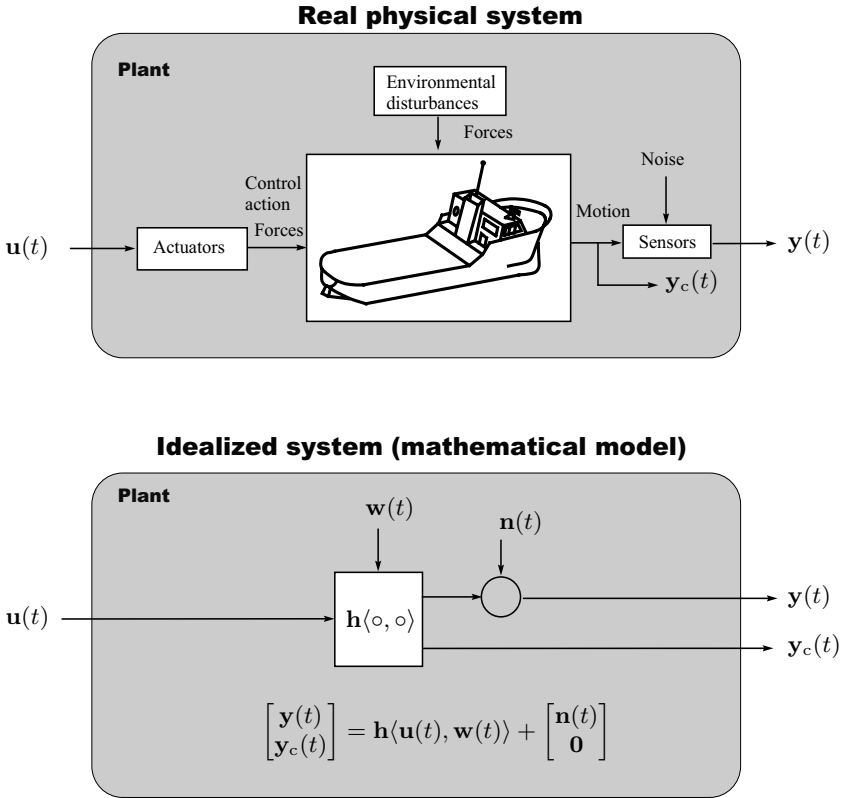 Real physical system
Plant
Environmental
disturbances
Forces
Noise
Control
action
Forces
Motion
u(t)
Actuators
Sensors
y(t)
y_c(t)
Idealized system (mathematical model)
Plant
w(t)
n(t)
u(t)
h⟨∘, ∘⟩
y(t)
y_c(t)
[y(t) y_c(t)] = h⟨u(t), w(t)⟩ + [n(t) 0]